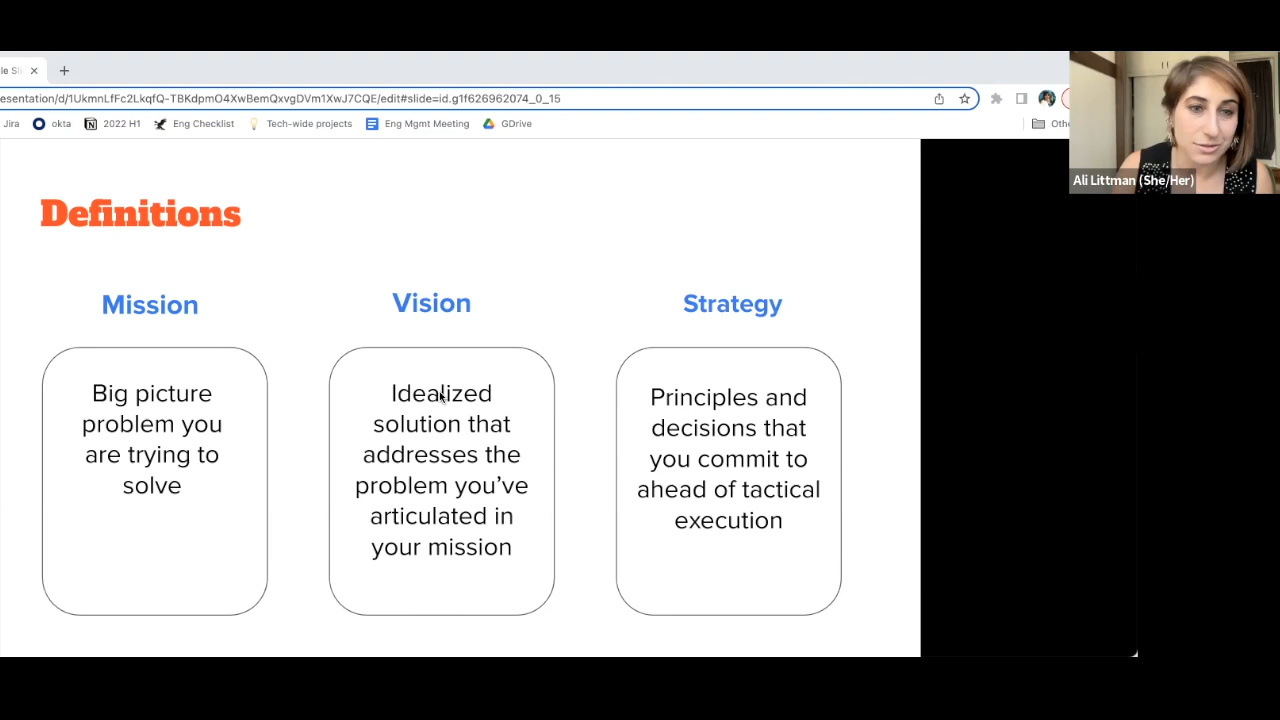 le Sli
esentation/d/1UkmnLfFc2LkqfQ-TBKdpmO4XwBemQxvgDVm1XwJ7CQE/edit#slide=id.g1f626962074_0_15
Jira okta 2022 H1 Eng Checklist Tech-wide projects Eng Mgmt Meeting GDrive Othe
Ali Littman (She/Her)
Definitions
Mission
Big picture
problem you
are trying to
solve
Vision
Idealized
solution that
addresses the
problem you've
articulated in
your mission
Strategy
Principles and
decisions that
you commit to
ahead of tactical
execution